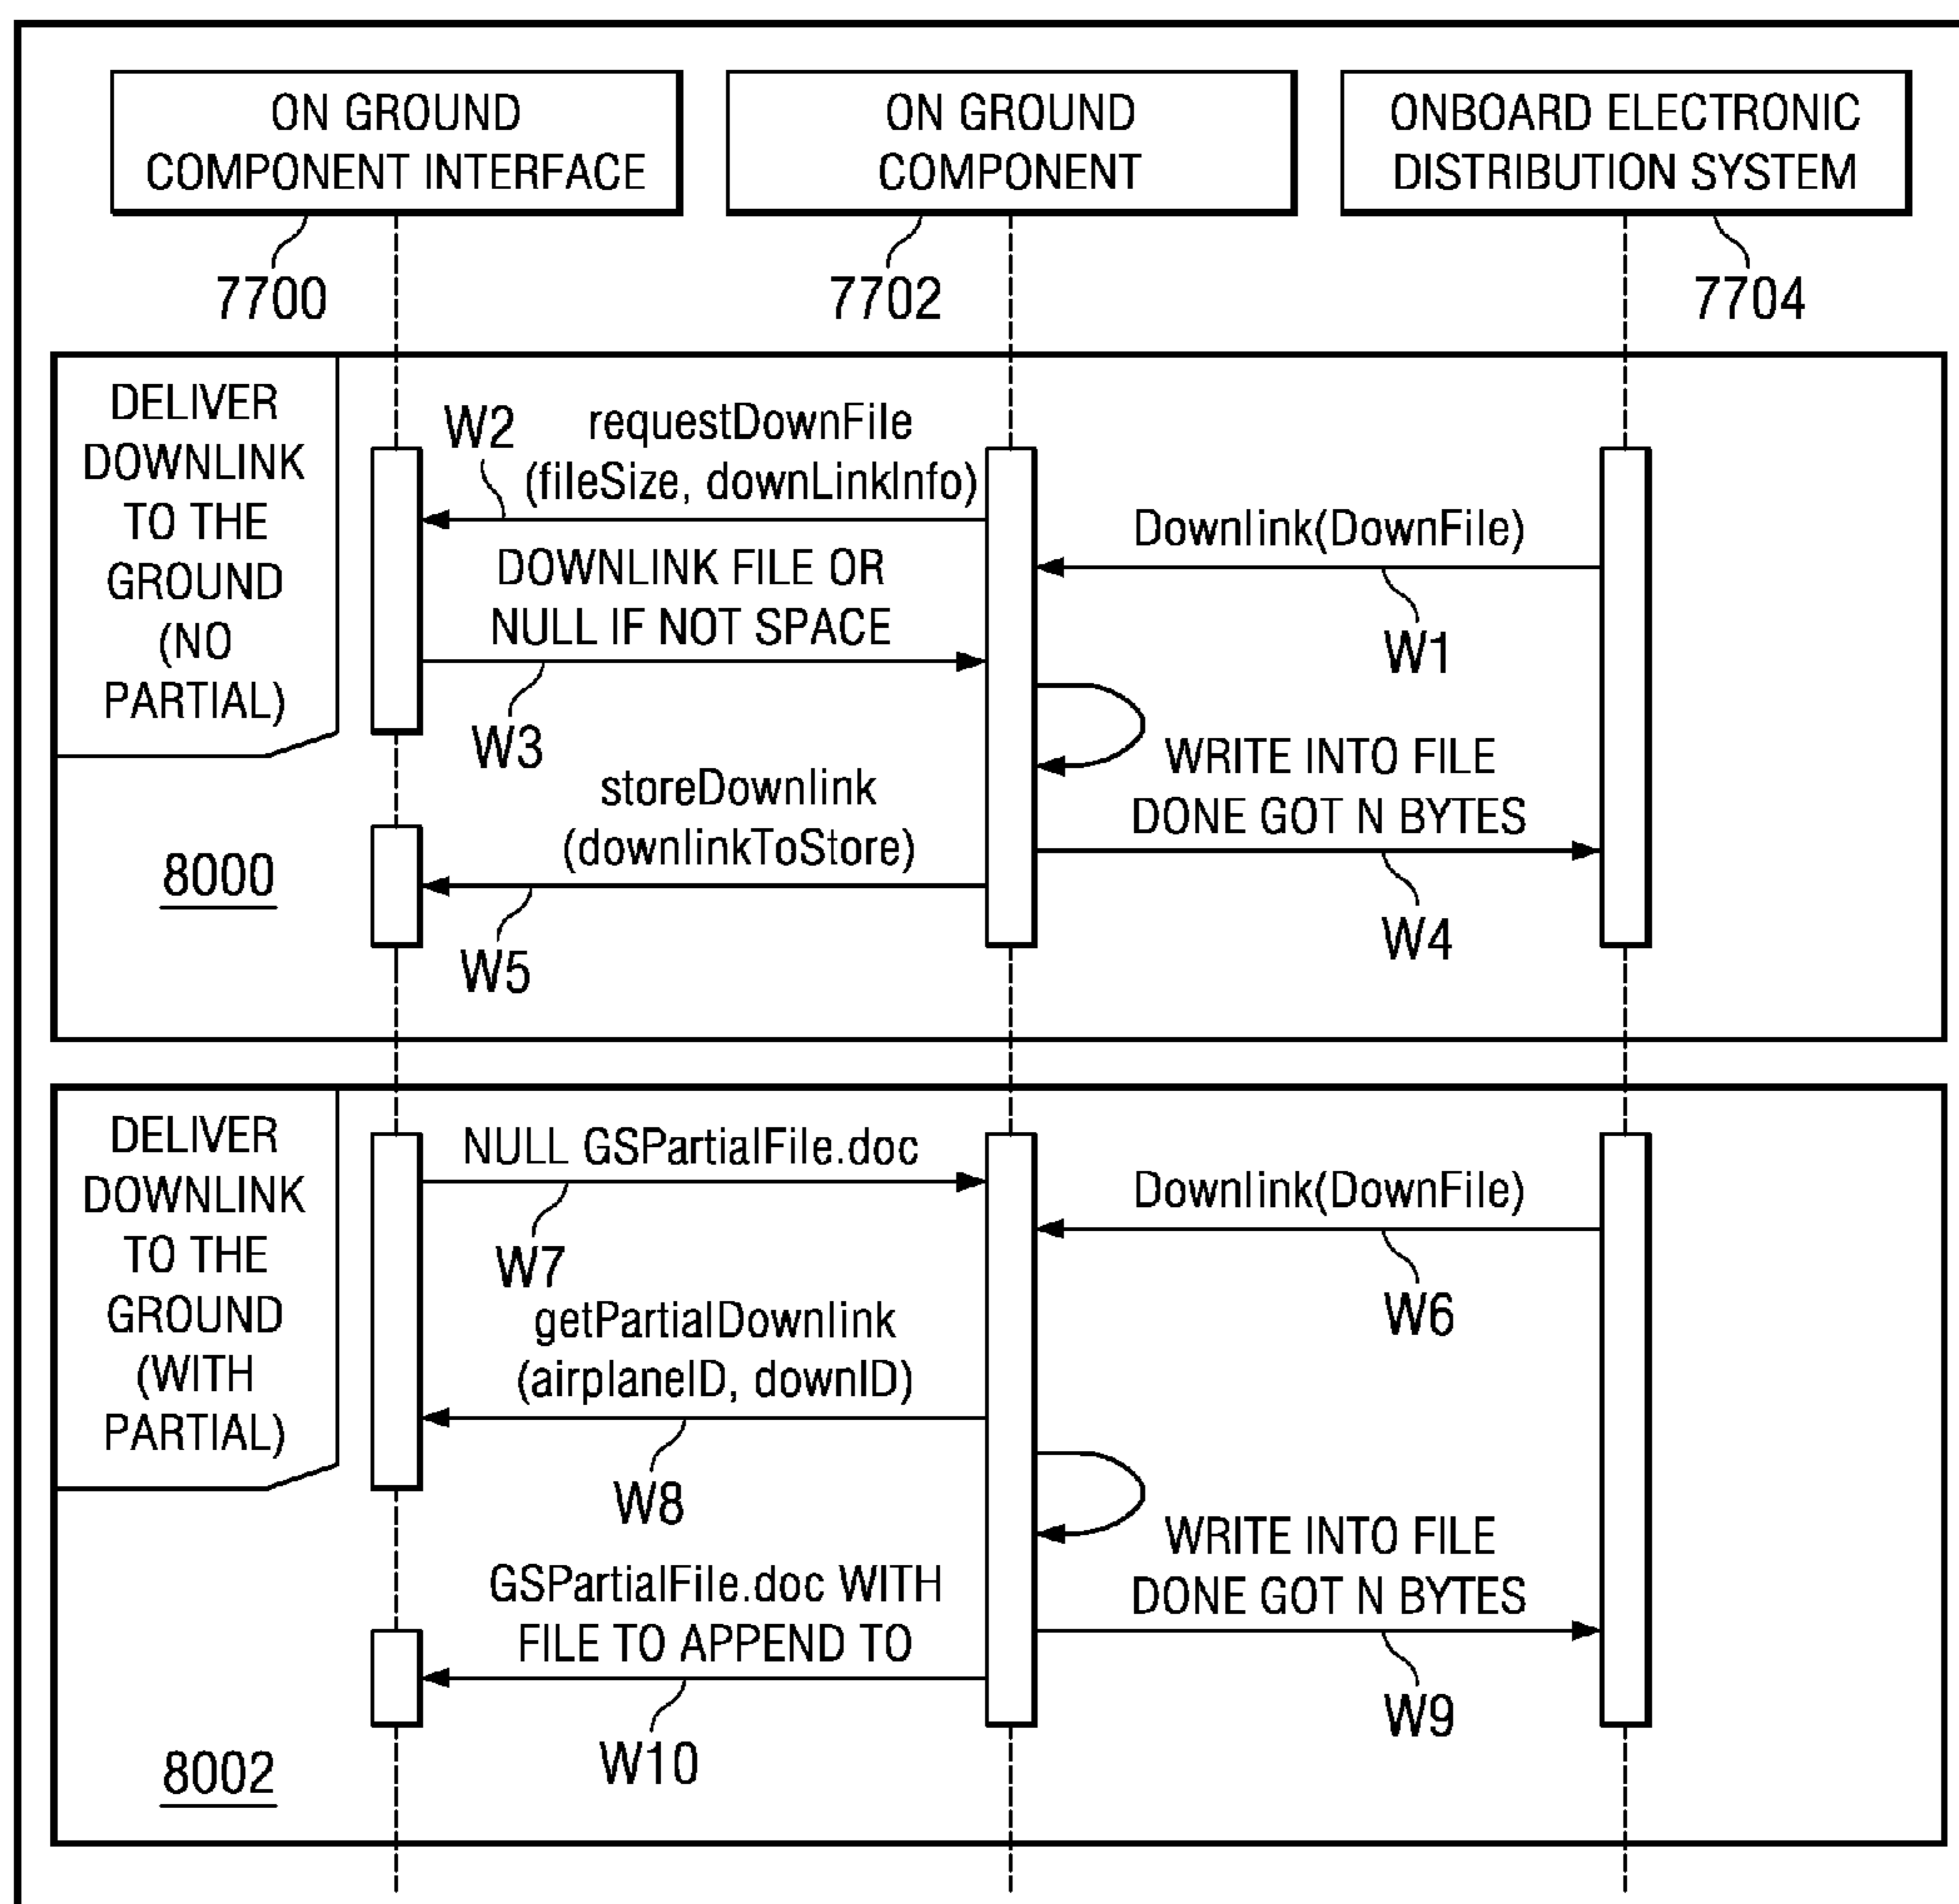 ON GROUND
COMPONENT INTERFACE
ON GROUND
COMPONENT
ONBOARD ELECTRONIC
DISTRIBUTION SYSTEM
7700
7702
7704
DELIVER
DOWNLINK
TO THE
GROUND
(NO
PARTIAL)
8000
W2
requestDownFile
(fileSize, downLinkInfo)
Downlink(DownFile)
W1
DOWNLINK FILE OR
NULL IF NOT SPACE
W3
WRITE INTO FILE
DONE GOT N BYTES
W4
storeDownlink
(downlinkToStore)
W5
DELIVER
DOWNLINK
TO THE
GROUND
(WITH
PARTIAL)
8002
NULL GSPartialFile.doc
W7
Downlink(DownFile)
W6
getPartialDownlink
(airplaneID, downID)
W8
WRITE INTO FILE
DONE GOT N BYTES
W9
GSPartialFile.doc WITH
FILE TO APPEND TO
W10